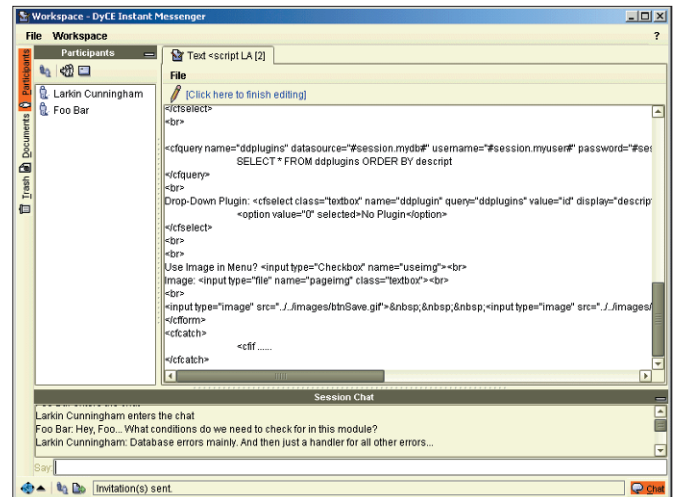 Workspace - DyCE Instant Messenger
File Workspace ?
Participants
Text <script LA [2]
File
[Click here to finish editing]
Larkin Cunningham
Foo Bar
Participants
Documents
Trash
</cfselect>
<br>
<cfquery name="ddplugins" datasource="#session.mydb#" username="#session.myuser#" password="#ses
SELECT * FROM ddplugins ORDER BY descript
</cfquery>
<br>
Drop-Down Plugin: <cfselect class="textbox" name="ddplugin" query="ddplugins" value="id" display="descrip
<option value="0" selected>No Plugin</option>
</cfselect>
<br>
<br>
Use Image in Menu? <input type="Checkbox" name="useimg"><br>
Image: <input type="file" name="pageimg" class="textbox"><br>
<br>
<input type="image" src="../../images/btnSave.gif">&nbsp;&nbsp;&nbsp;<input type="image" src="../../images/
</cfform>
<cfcatch>
<cfif ......
</cfcatch>
Session Chat
Larkin Cunningham enters the chat
Foo Bar: Hey, Foo... What conditions do we need to check for in this module?
Larkin Cunningham: Database errors mainly. And then just a handler for all other errors...
Say:
Invitation(s) sent.
Chat